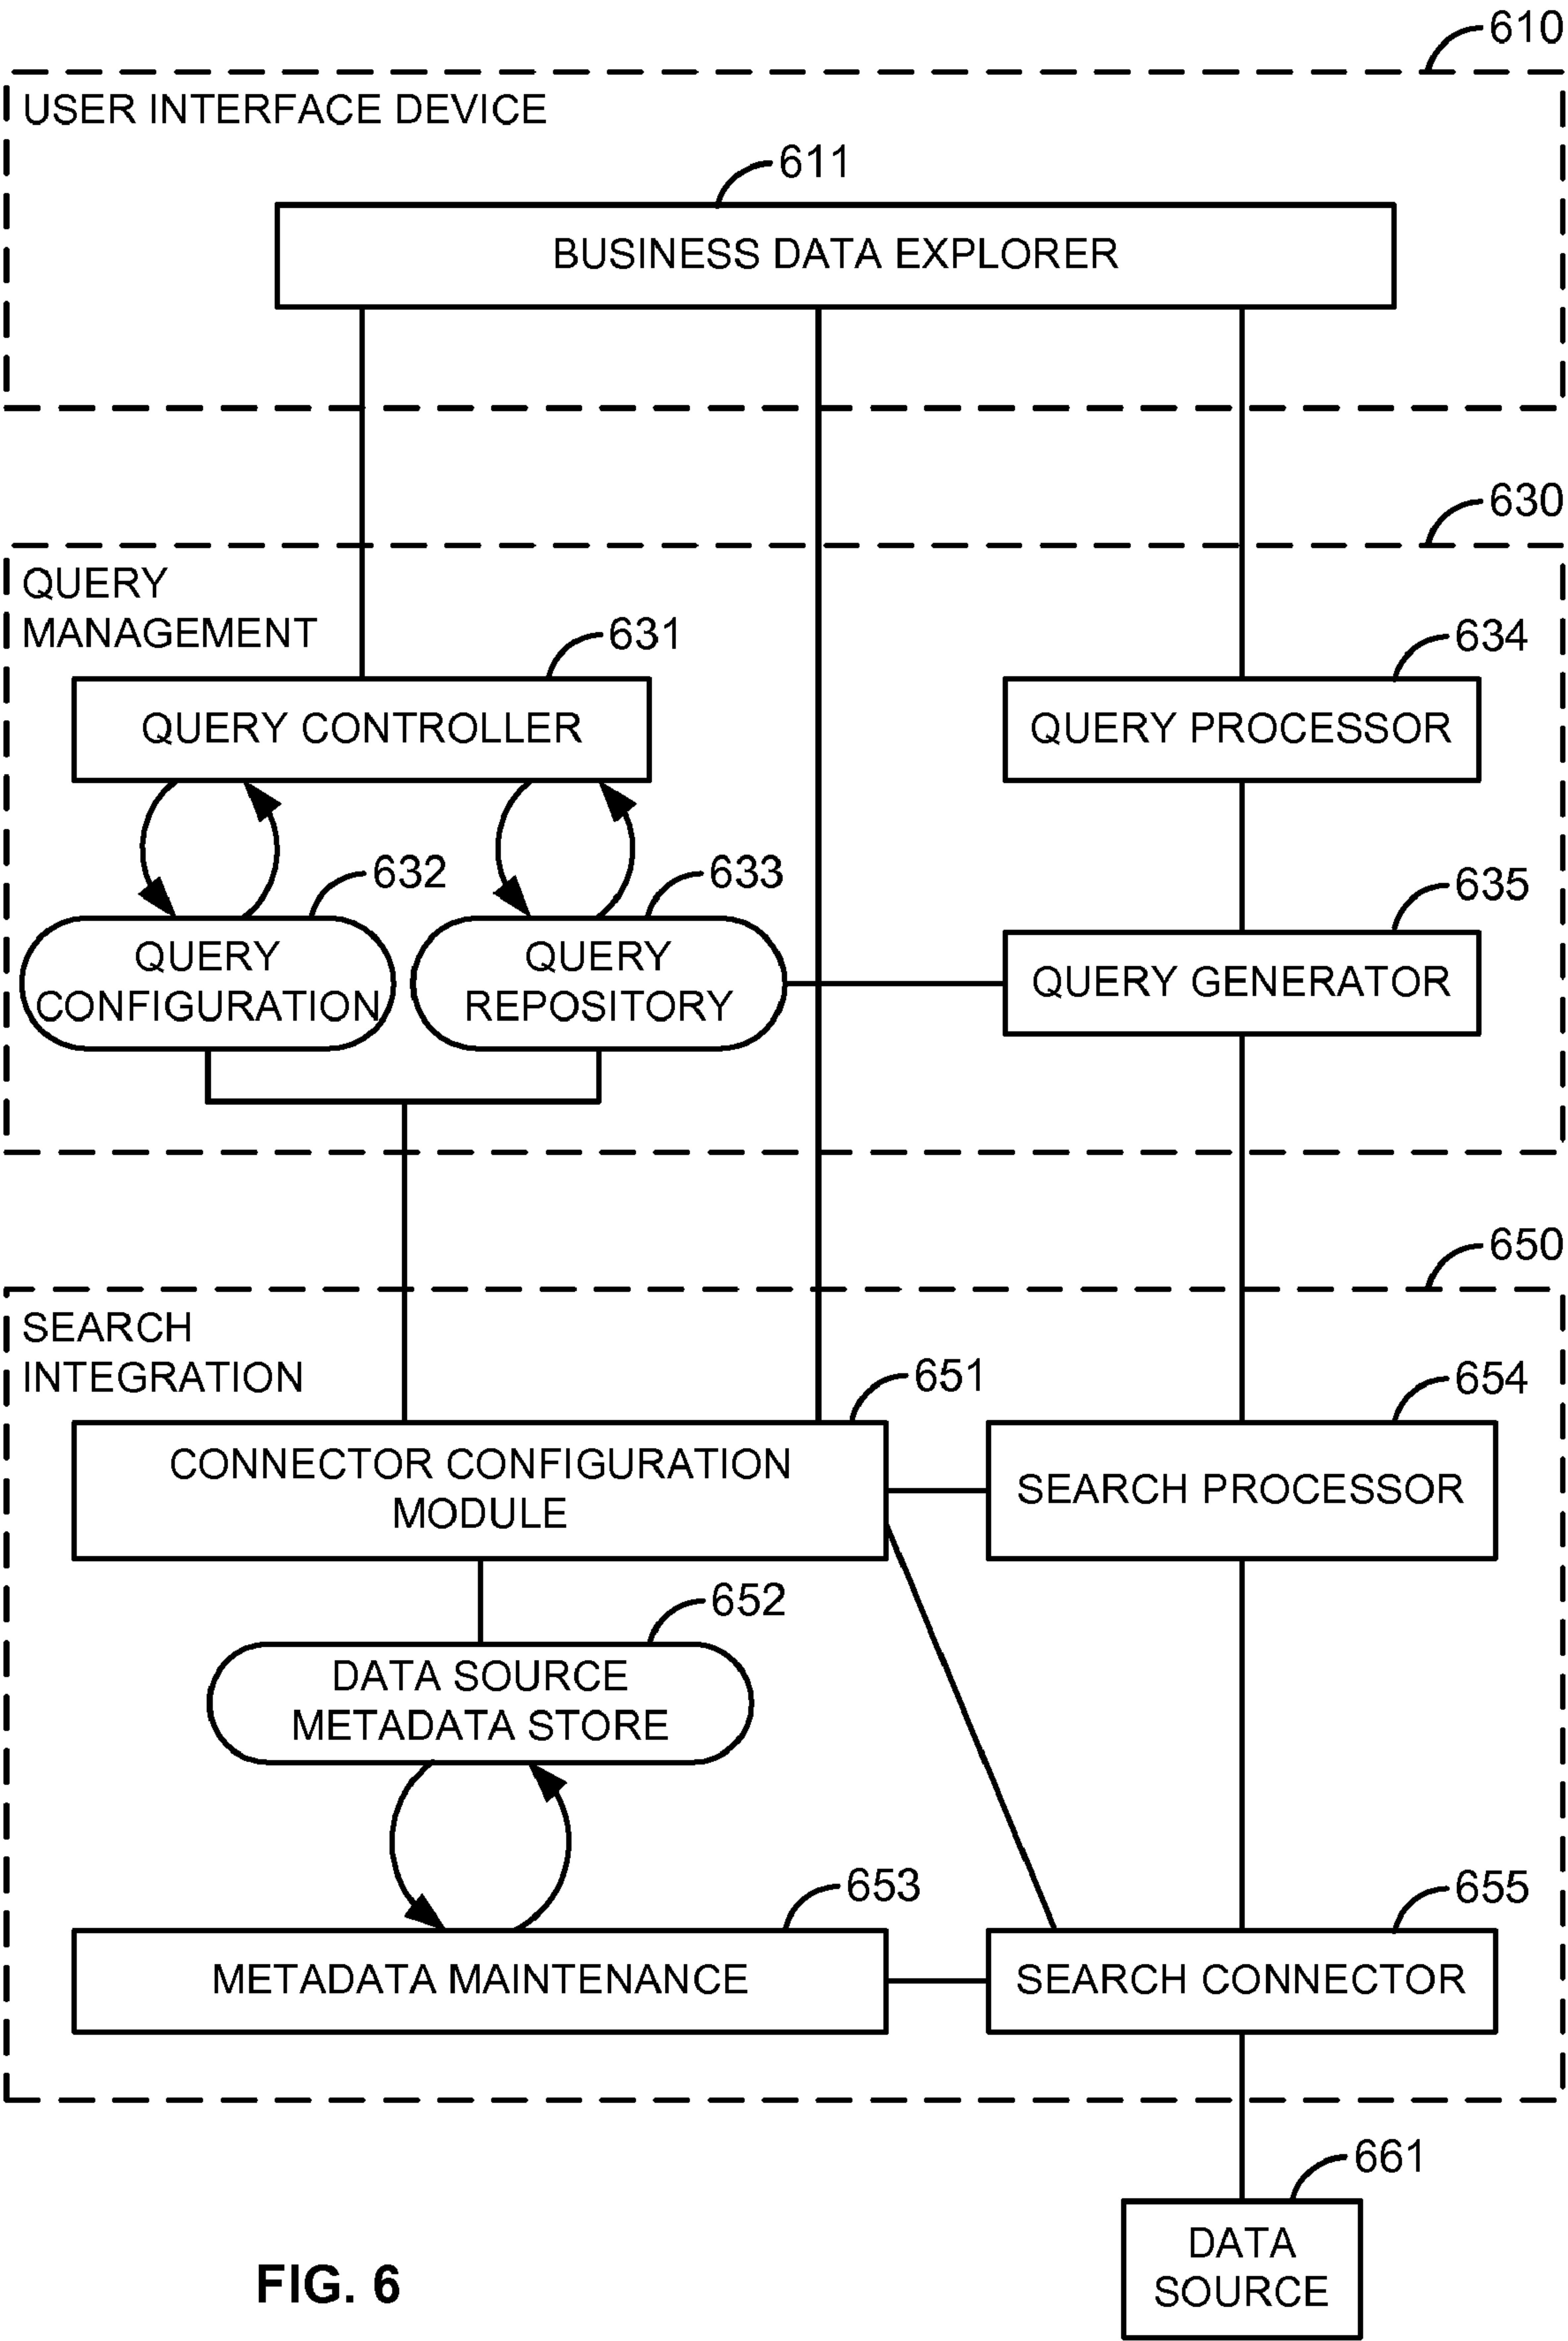 610
USER INTERFACE DEVICE
611
BUSINESS DATA EXPLORER
630
QUERY
MANAGEMENT
631
634
QUERY CONTROLLER
QUERY PROCESSOR
632
633
635
QUERY
CONFIGURATION
QUERY
REPOSITORY
QUERY GENERATOR
650
SEARCH
INTEGRATION
651
654
CONNECTOR CONFIGURATION
MODULE
SEARCH PROCESSOR
652
DATA SOURCE
METADATA STORE
653
655
METADATA MAINTENANCE
SEARCH CONNECTOR
661
DATA
SOURCE
FIG. 6